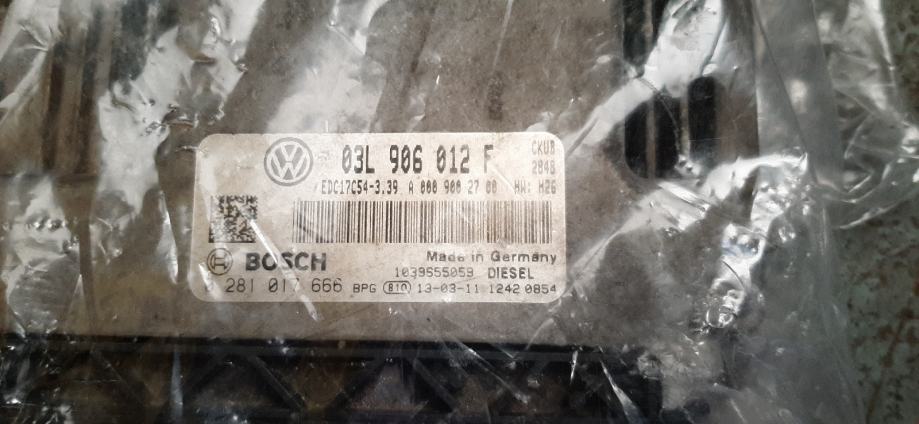 03L 906 012 F CKUB
2848
EDC17C54-3.39 A 000 900 27 00 HW: H26
BOSCH Made in Germany
1039S55059 DIESEL
281 017 666 BPG 810 13-03-11 1242 0854